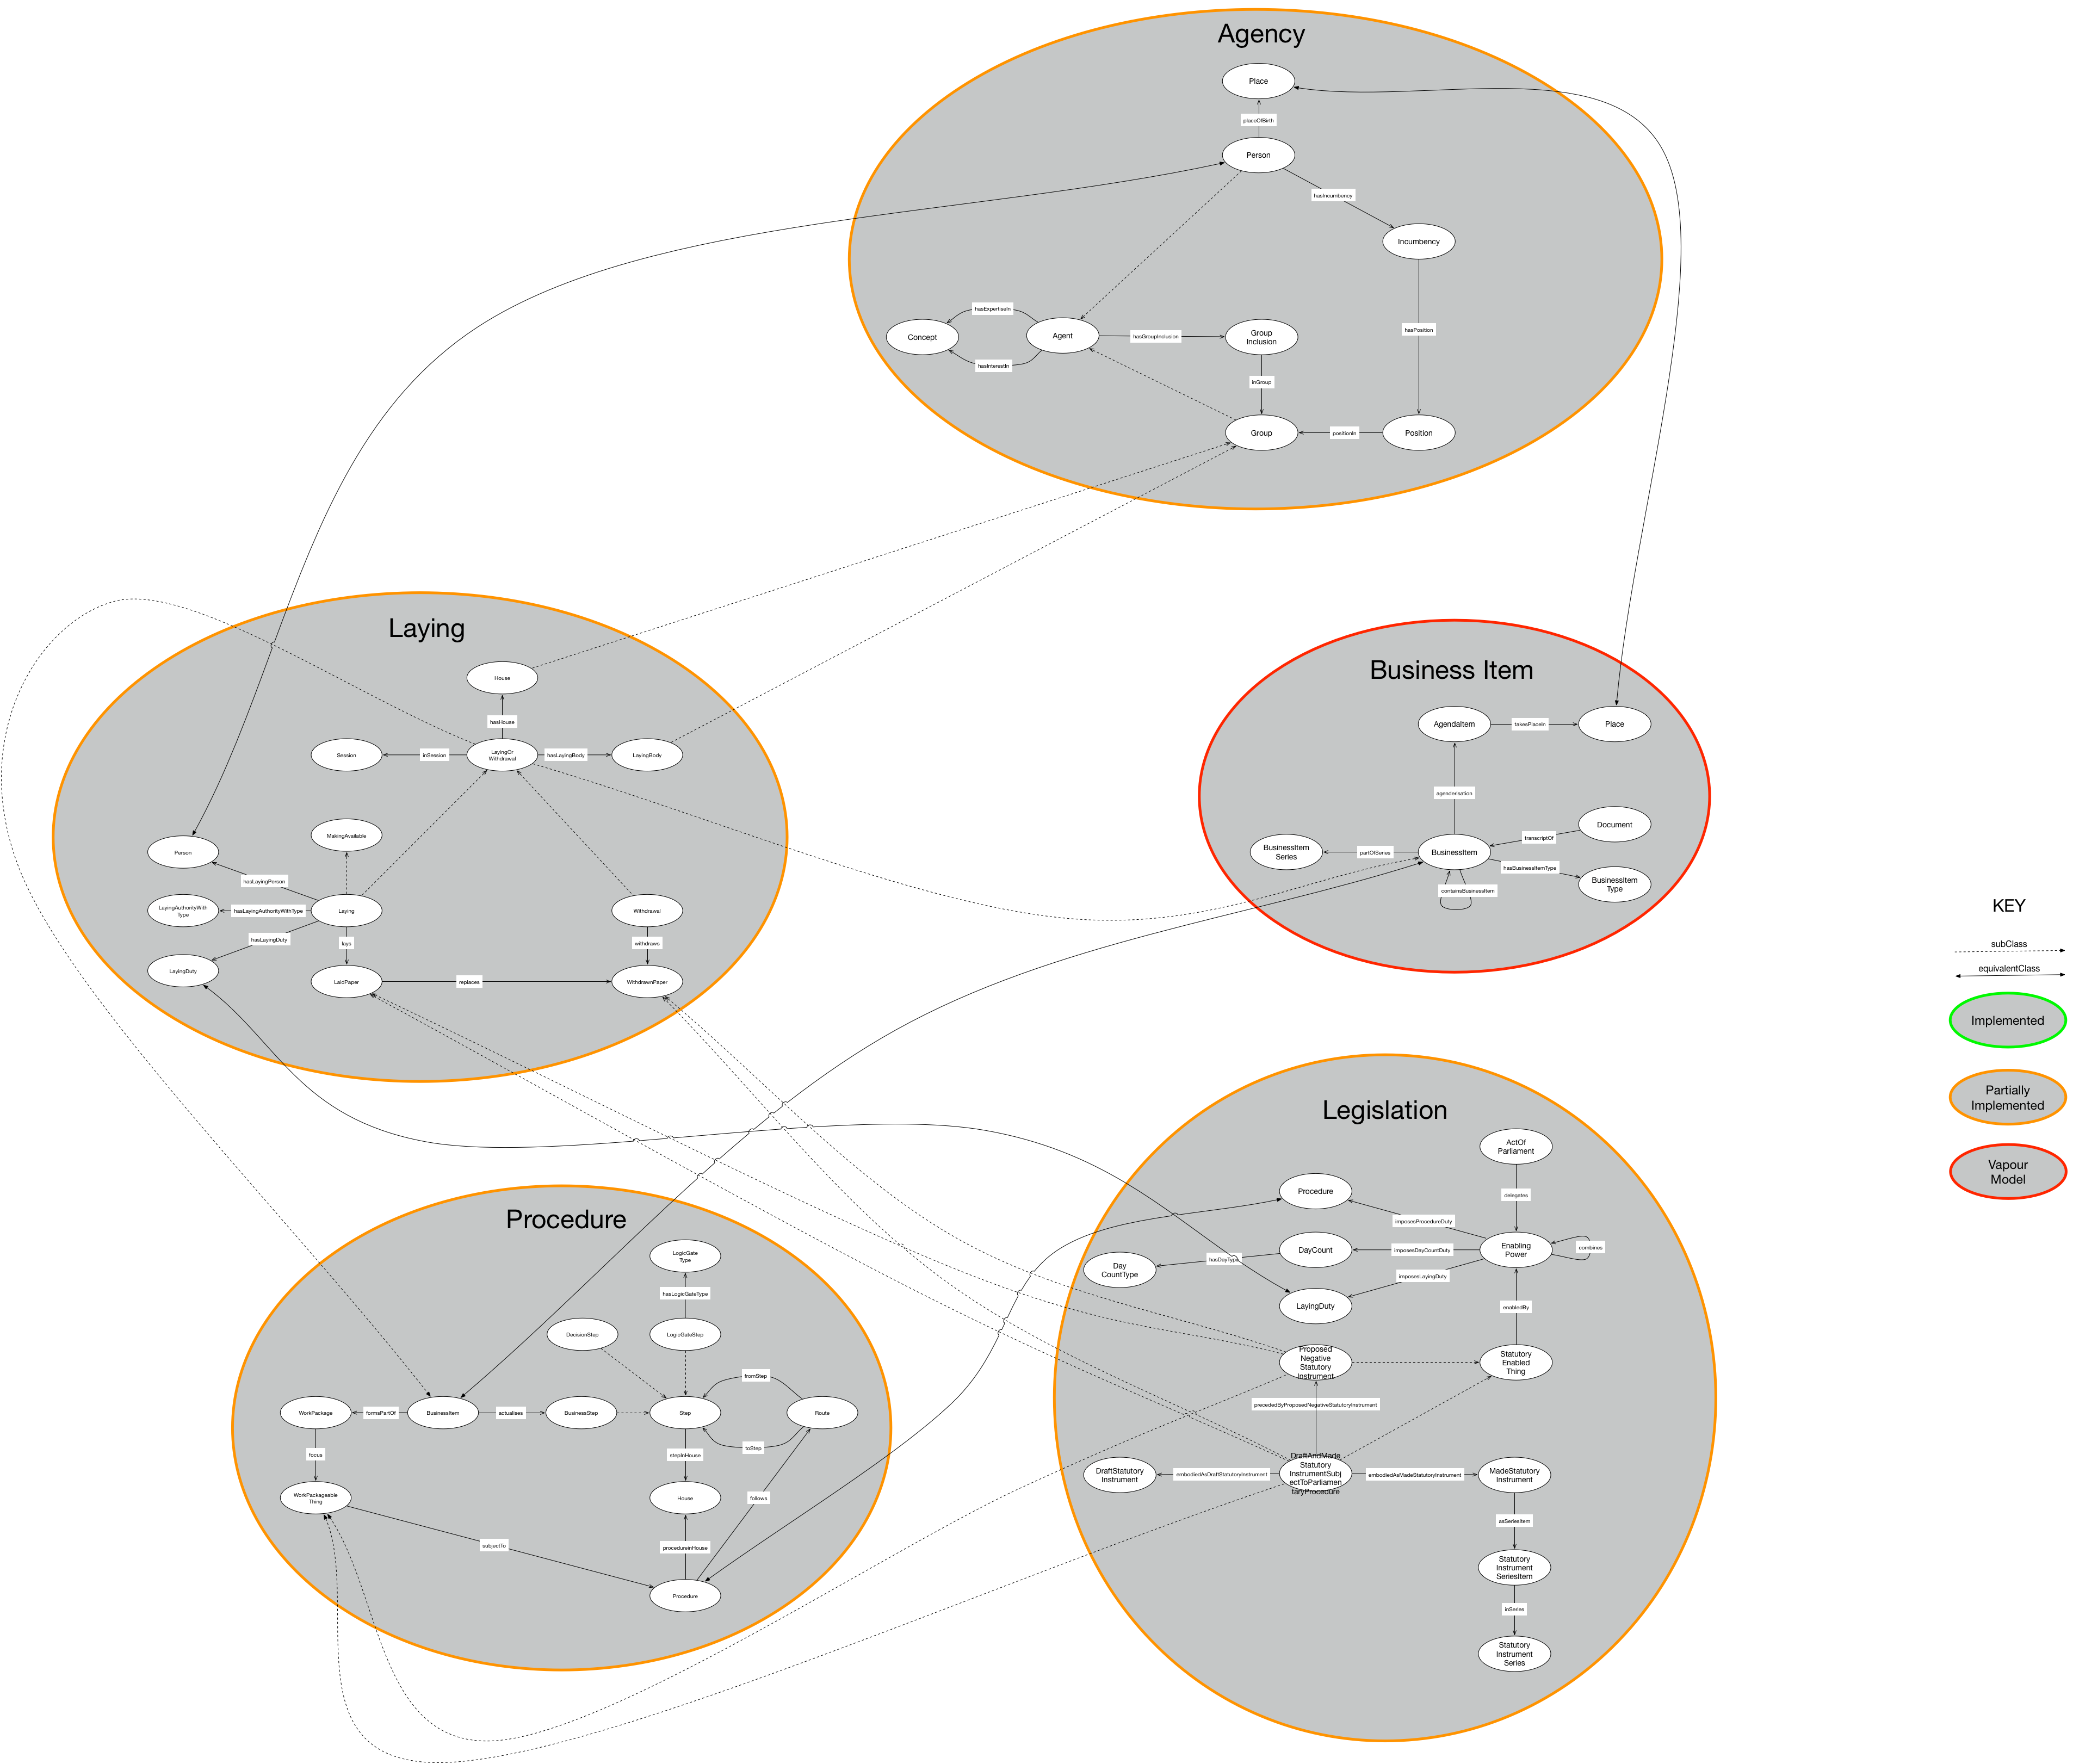 Agency
Place
placeOfBirth
Person
hasIncumbency
Incumbency
hasExpertiseIn
Concept
Agent
hasGroupInclusion
Group
Inclusion
hasPosition
hasInterestIn
inGroup
Group
positionIn
Position
Laying
House
hasHouse
Session
inSession
LayingOr
Withdrawal
hasLayingBody
LayingBody
MakingAvailable
Person
hasLayingPerson
LayingAuthorityWith
Type
hasLayingAuthorityWithType
Laying
Withdrawal
hasLayingDuty
lays
withdraws
LayingDuty
LaidPaper
replaces
WithdrawnPaper
Business Item
AgendaItem
takesPlaceIn
Place
agenderisation
Document
transcriptOf
BusinessItem
Series
partOfSeries
BusinessItem
hasBusinessItemType
BusinessItem
Type
containsBusinessItem
KEY
subClass
equivalentClass
Implemented
Partially
Implemented
Vapour
Model
Legislation
ActOf
Parliament
delegates
Procedure
imposesProcedureDuty
Enabling
Power
combines
DayCount
imposesDayCountDuty
hasDayType
Day
CountType
imposesLayingDuty
LayingDuty
enabledBy
Proposed
Negative
Statutory
Instrument
Statutory
Enabled
Thing
precededByProposedNegativeStatutoryInstrument
DraftStatutory
Instrument
embodiedAsDraftStatutoryInstrument
DraftAndMade
Statutory
InstrumentSubj
ectToParliamen
taryProcedure
embodiedAsMadeStatutoryInstrument
MadeStatutory
Instrument
asSeriesItem
Statutory
Instrument
SeriesItem
inSeries
Statutory
Instrument
Series
Procedure
LogicGate
Type
hasLogicGateType
DecisionStep
LogicGateStep
fromStep
WorkPackage
formsPartOf
BusinessItem
actualises
BusinessStep
Step
Route
toStep
focus
stepInHouse
WorkPackageable
Thing
House
follows
subjectTo
procedureinHouse
Procedure